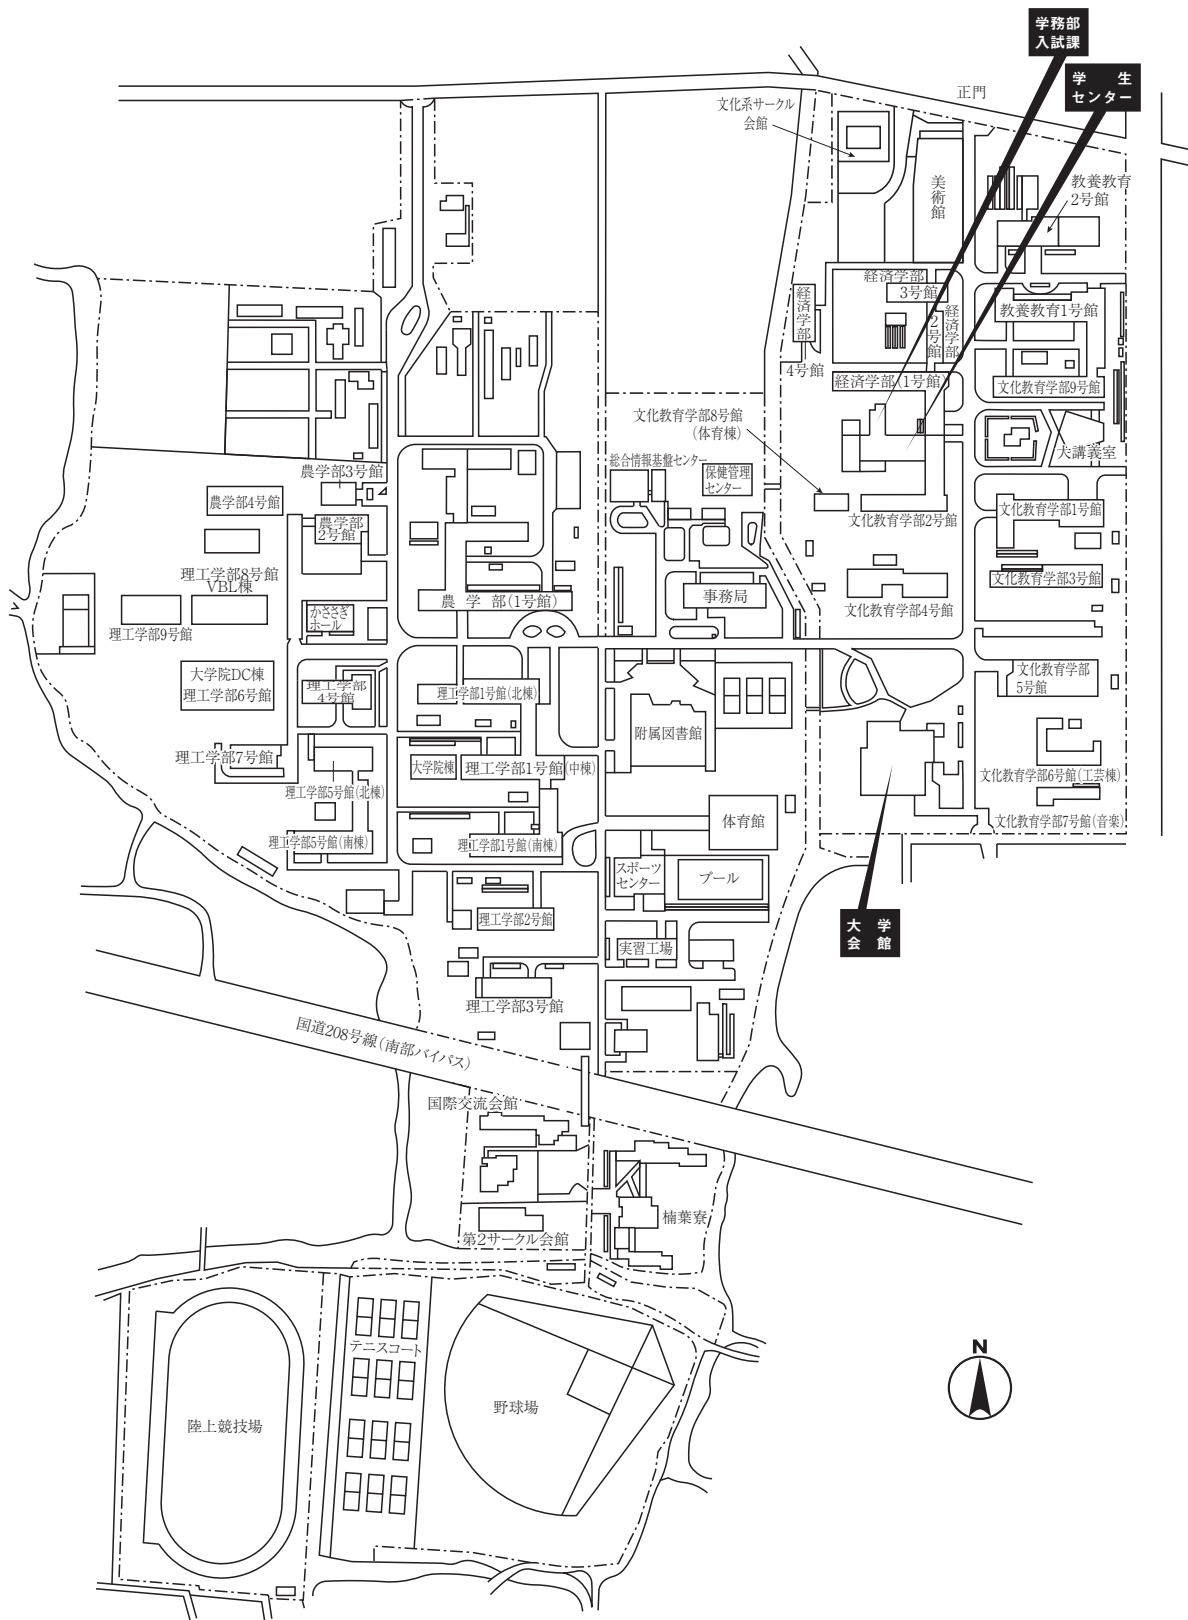 学務部
入試課
学　生
センター
正門
文化系サークル
会館
美術館
教養教育
2号館
経済学部
3号館
経済学部
2号館
経済学部
4号館
教養教育1号館
経済学部(1号館)
文化教育学部9号館
文化教育学部8号館
(体育棟)
大講義室
総合情報基盤センター
保健管理
センター
農学部3号館
農学部4号館
農学部
2号館
文化教育学部2号館
文化教育学部1号館
理工学部8号館
VBL棟
文化教育学部3号館
農　学　部(1号館)
事務局
文化教育学部4号館
かささぎ
ホール
理工学部9号館
大学院DC棟
理工学部6号館
理工学部
4号館
理工学部1号館(北棟)
文化教育学部
5号館
附属図書館
理工学部7号館
大学院棟
理工学部1号館(中棟)
文化教育学部6号館(工芸棟)
理工学部5号館(北棟)
体育館
文化教育学部7号館(音楽)
理工学部5号館(南棟)
理工学部1号館(南棟)
スポーツ
センター
プール
理工学部2号館
大　学
会　館
実習工場
理工学部3号館
国道208号線(南部バイパス)
国際交流会館
楠葉寮
第2サークル会館
テニスコート
N
野球場
陸上競技場